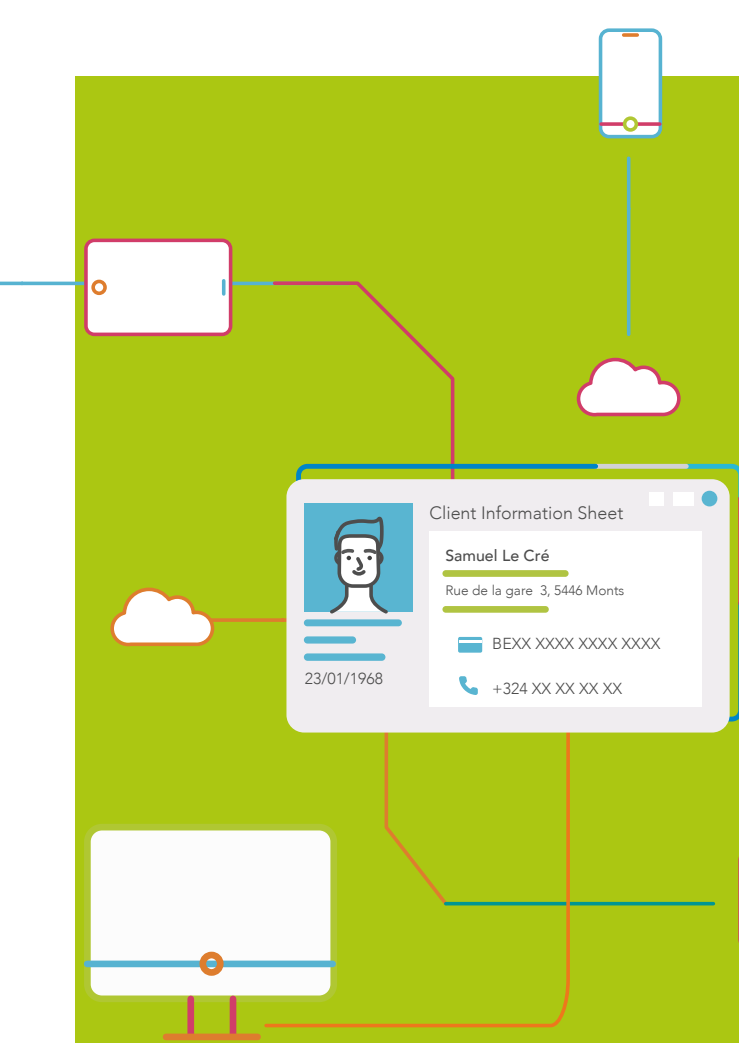 Client Information Sheet
Samuel Le Cré
Rue de la gare 3, 5446 Monts
BEXX XXXX XXXX XXXX
23/01/1968
+324 XX XX XX XX